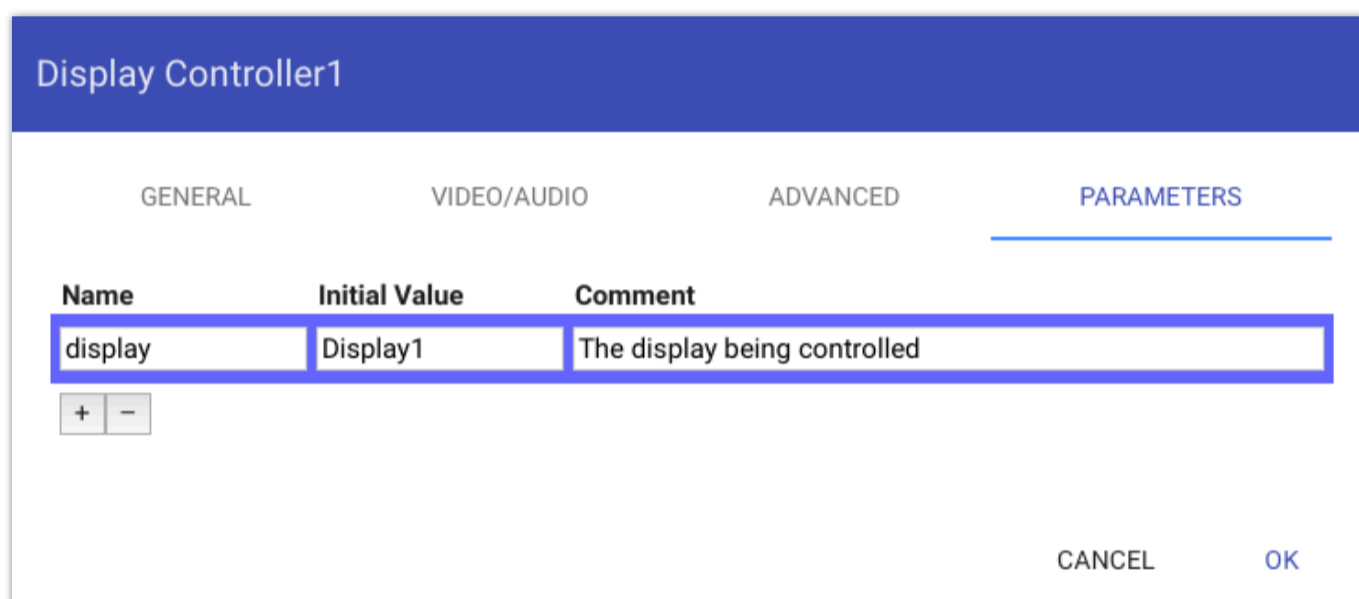 Display Controller1
GENERAL VIDEO/AUDIO ADVANCED PARAMETERS
Name Initial Value Comment
display Display1 The display being controlled
+ −
CANCEL OK